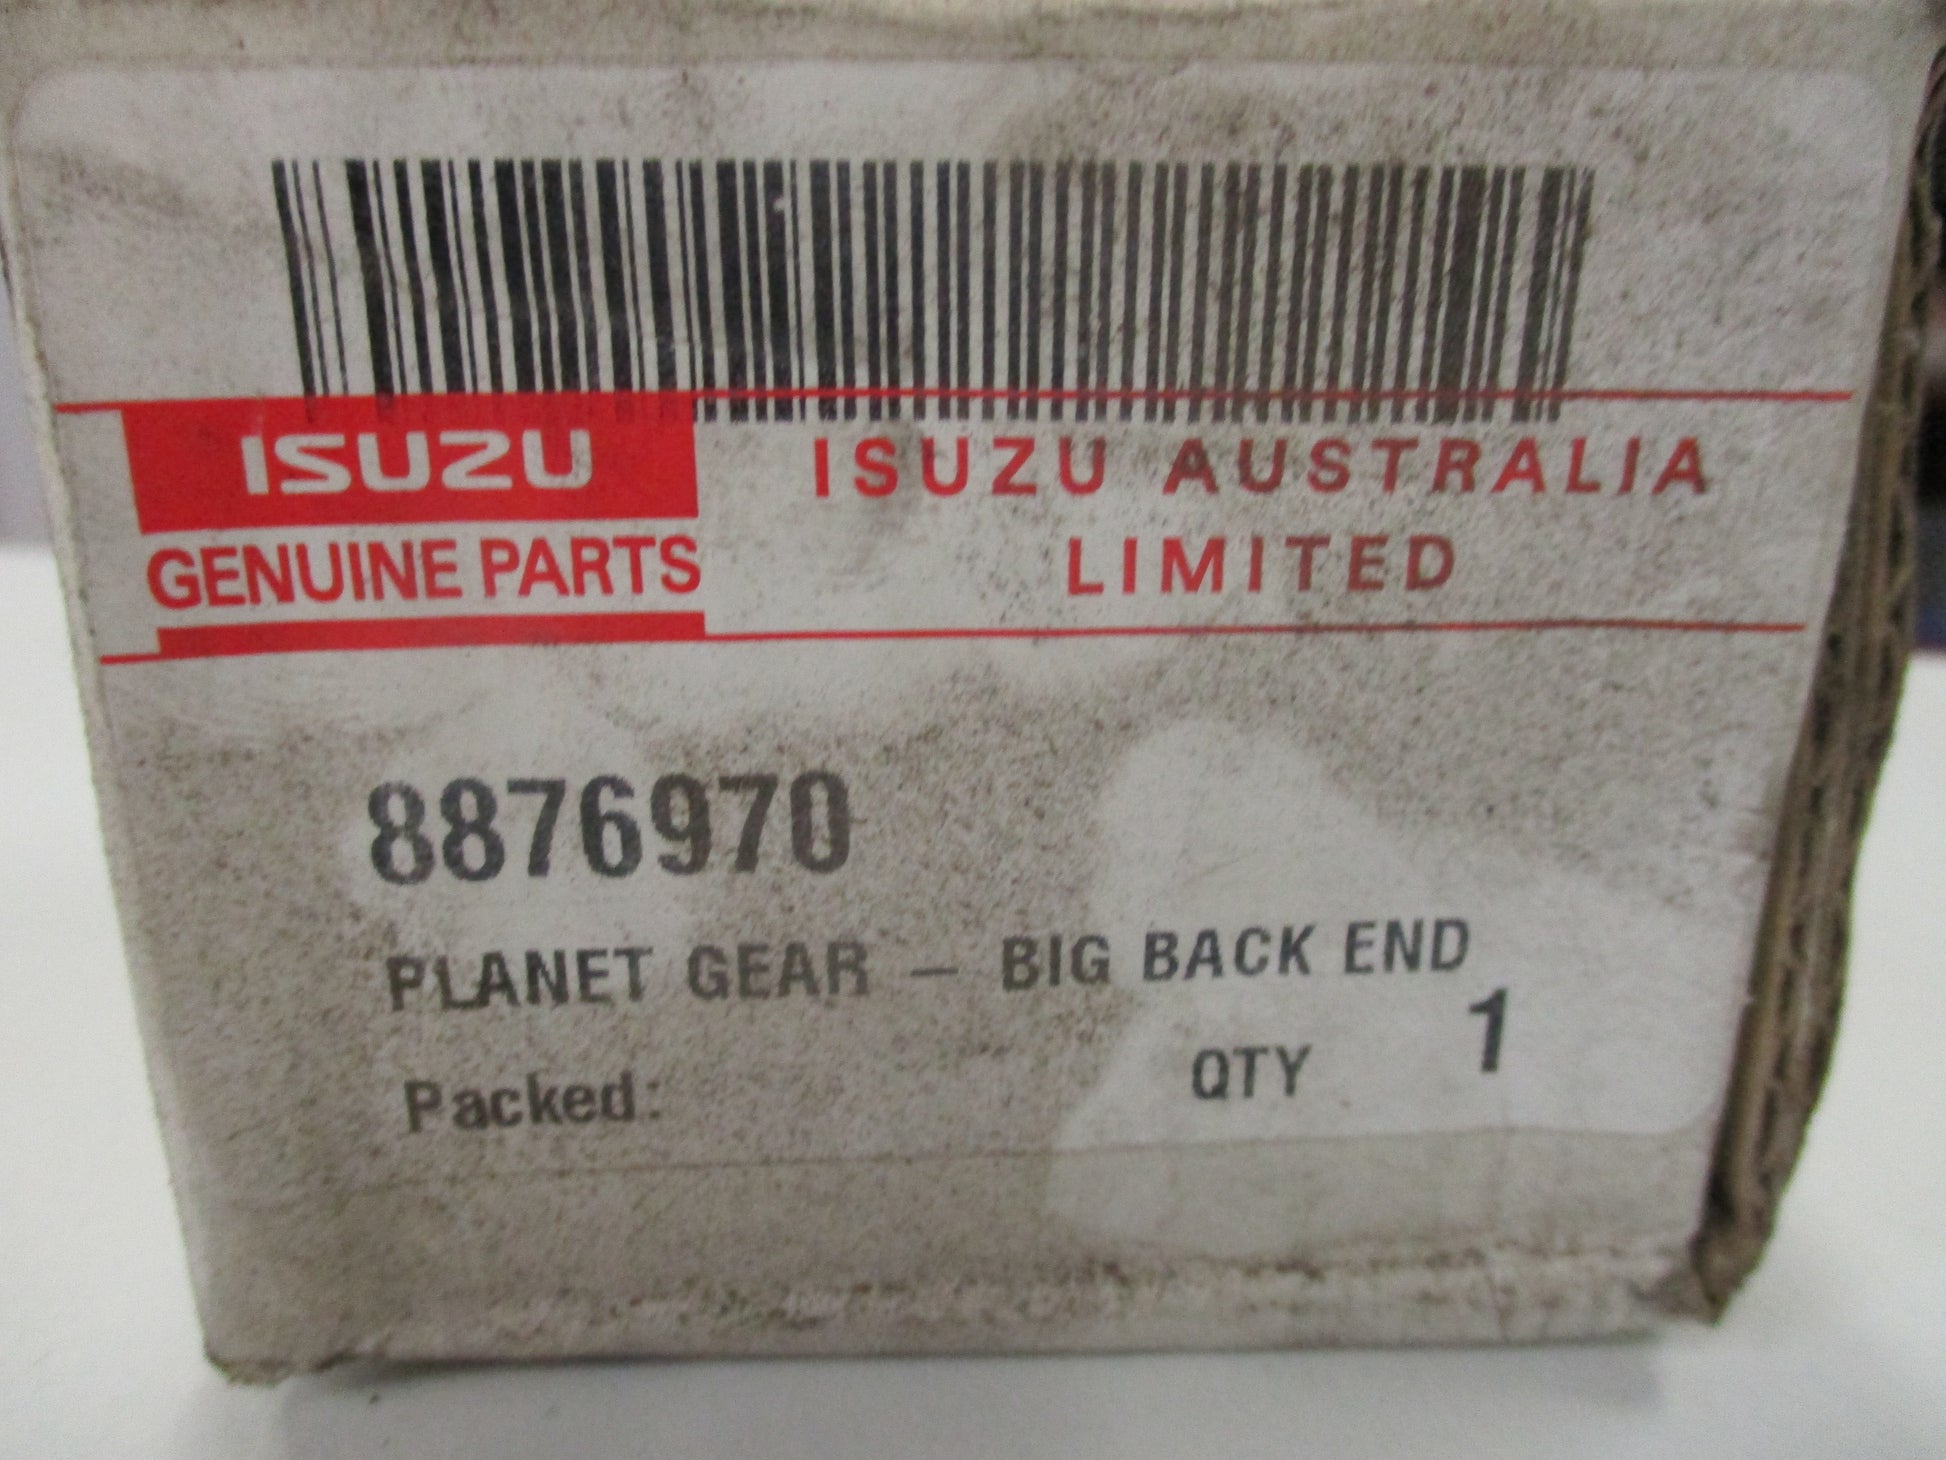 ISUZU
GENUINE PARTS
ISUZU AUSTRALIA
LIMITED
8876970
PLANET GEAR – BIG BACK END
Packed:
QTY 1